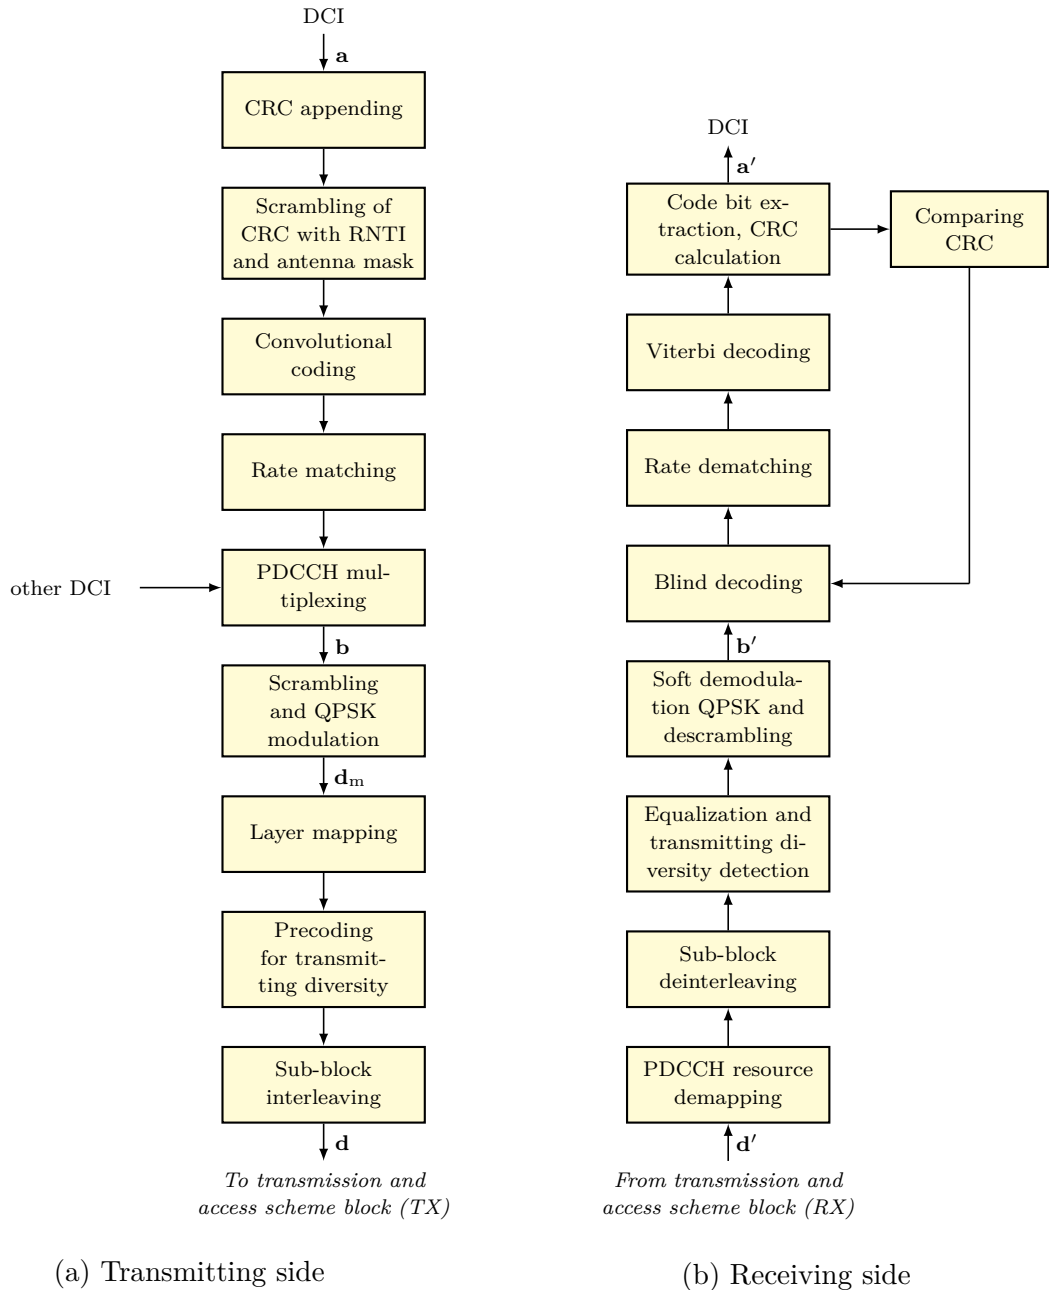 DCI
a
CRC appending
Scrambling of
CRC with RNTI
and antenna mask
Convolutional
coding
Rate matching
other DCI
PDCCH mul-
tiplexing
b
Scrambling
and QPSK
modulation
d_m
Layer mapping
Precoding
for transmit-
ting diversity
Sub-block
interleaving
d
To transmission and
access scheme block (TX)
(a) Transmitting side
DCI
a′
Code bit ex-
traction, CRC
calculation
Comparing
CRC
Viterbi decoding
Rate dematching
Blind decoding
b′
Soft demodula-
tion QPSK and
descrambling
Equalization and
transmitting di-
versity detection
Sub-block
deinterleaving
PDCCH resource
demapping
d′
From transmission and
access scheme block (RX)
(b) Receiving side